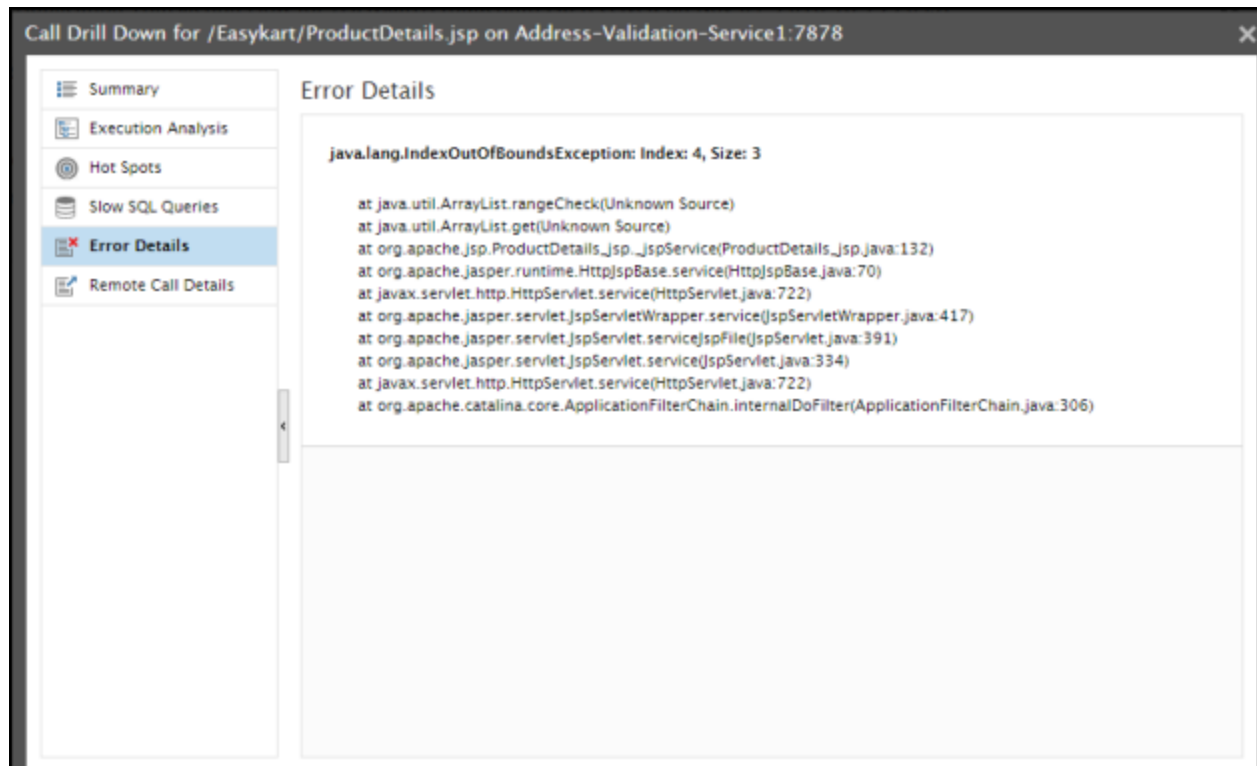 Call Drill Down for /Easykart/ProductDetails.jsp on Address-Validation-Service1:7878
Summary
Execution Analysis
Hot Spots
Slow SQL Queries
Error Details
Remote Call Details
Error Details
java.lang.IndexOutOfBoundsException: Index: 4, Size: 3
at java.util.ArrayList.rangeCheck(Unknown Source)
at java.util.ArrayList.get(Unknown Source)
at org.apache.jsp.ProductDetails_jsp._jspService(ProductDetails_jsp.java:132)
at org.apache.jasper.runtime.HttpJspBase.service(HttpJspBase.java:70)
at javax.servlet.http.HttpServlet.service(HttpServlet.java:722)
at org.apache.jasper.servlet.JspServletWrapper.service(JspServletWrapper.java:417)
at org.apache.jasper.servlet.JspServlet.serviceJspFile(JspServlet.java:391)
at org.apache.jasper.servlet.JspServlet.service(JspServlet.java:334)
at javax.servlet.http.HttpServlet.service(HttpServlet.java:722)
at org.apache.catalina.core.ApplicationFilterChain.internalDoFilter(ApplicationFilterChain.java:306)